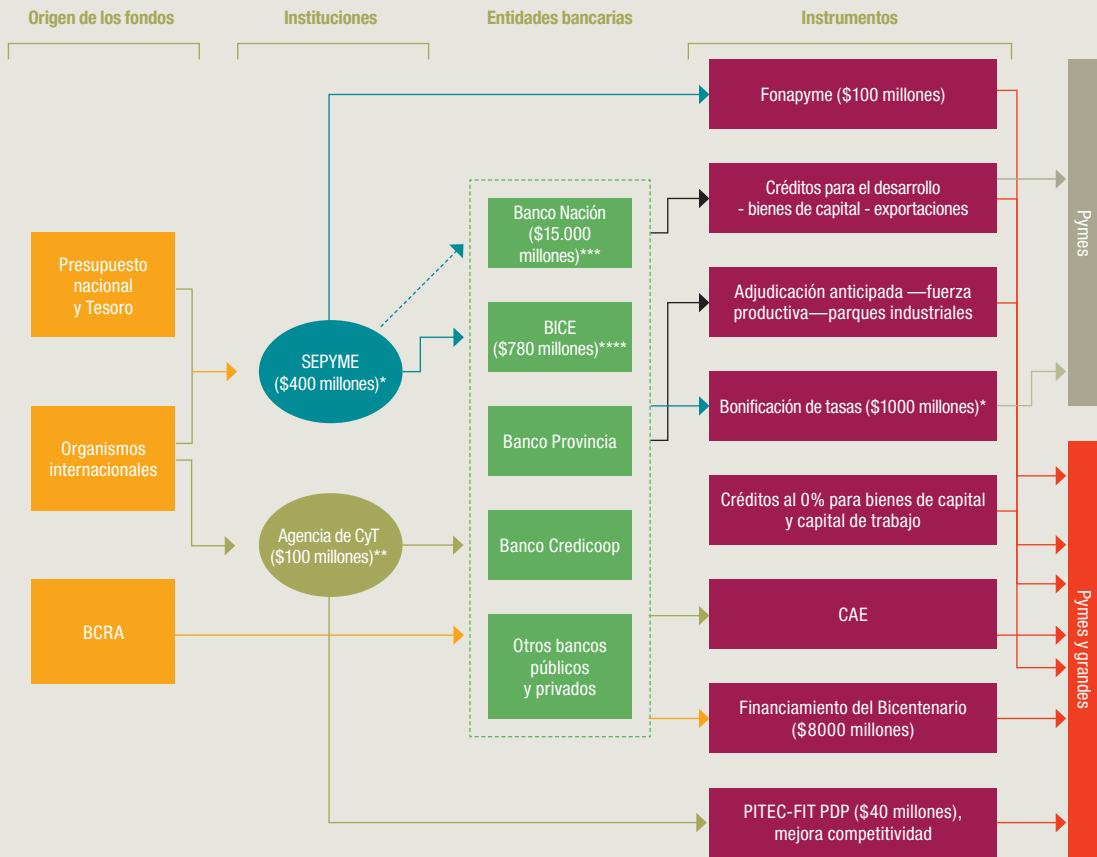 Origen de los fondos
Instituciones
Entidades bancarias
Instrumentos
Presupuesto
nacional
y Tesoro
Organismos
internacionales
BCRA
SEPYME
($400 millones)*
Agencia de CyT
($100 millones)**
Banco Nación
($15.000
millones)***
BICE
($780 millones)****
Banco Provincia
Banco Credicoop
Otros bancos
públicos
y privados
Fonapyme ($100 millones)
Créditos para el desarrollo
- bienes de capital - exportaciones
Adjudicación anticipada —fuerza
productiva—parques industriales
Bonificación de tasas ($1000 millones)*
Créditos al 0% para bienes de capital
y capital de trabajo
CAE
Financiamiento del Bicentenario
($8000 millones)
PITEC-FIT PDP ($40 millones),
mejora competitividad
Pymes
Pymes y grandes